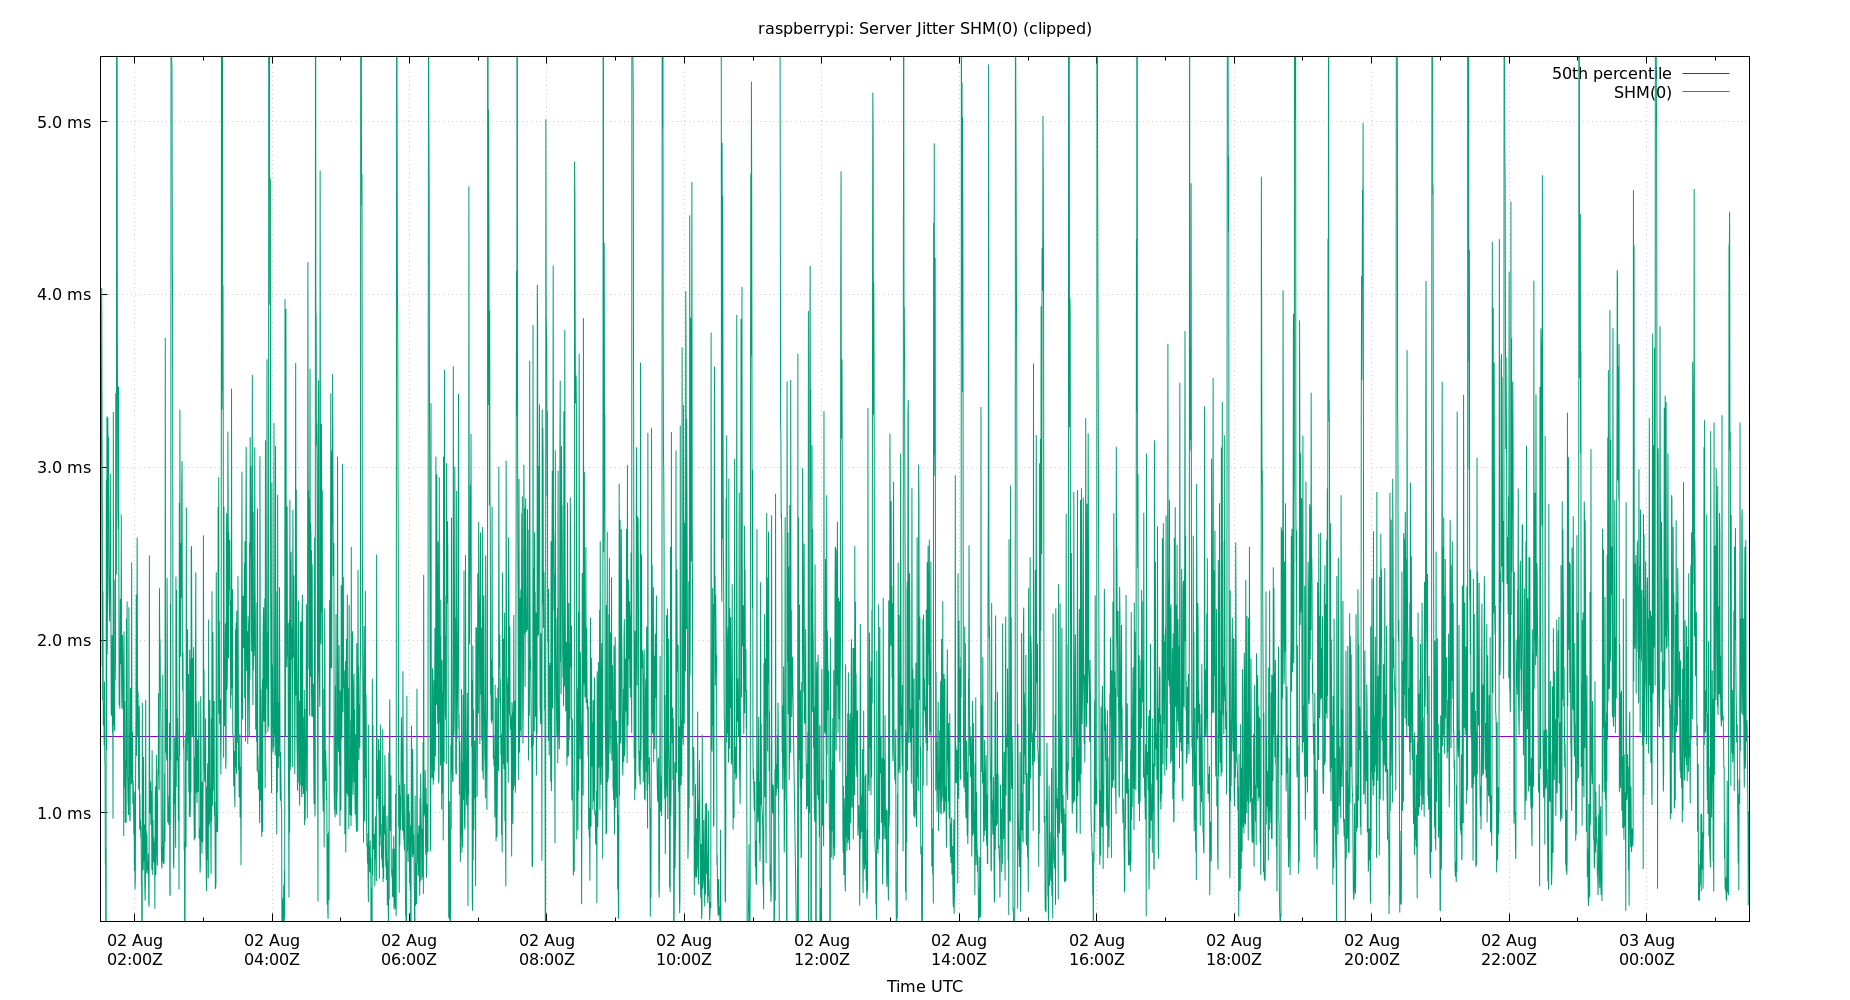 raspberrypi: Server Jitter SHM(0) (clipped)
50th percentile
SHM(0)
5.0 ms
4.0 ms
3.0 ms
2.0 ms
1.0 ms
02 Aug 02 Aug 02 Aug 02 Aug 02 Aug 02 Aug 02 Aug 02 Aug 02 Aug 02 Aug 02 Aug 03 Aug
02:00Z 04:00Z 06:00Z 08:00Z 10:00Z 12:00Z 14:00Z 16:00Z 18:00Z 20:00Z 22:00Z 00:00Z
Time UTC